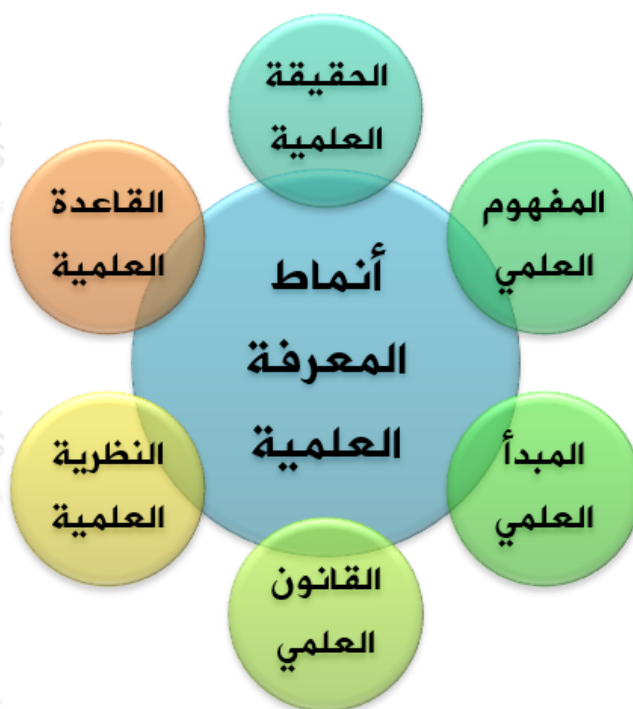 أنماط
المعرفة
العلمية
الحقيقة
العلمية
المفهوم
العلمي
المبدأ
العلمي
القانون
العلمي
النظرية
العلمية
القاعدة
العلمية